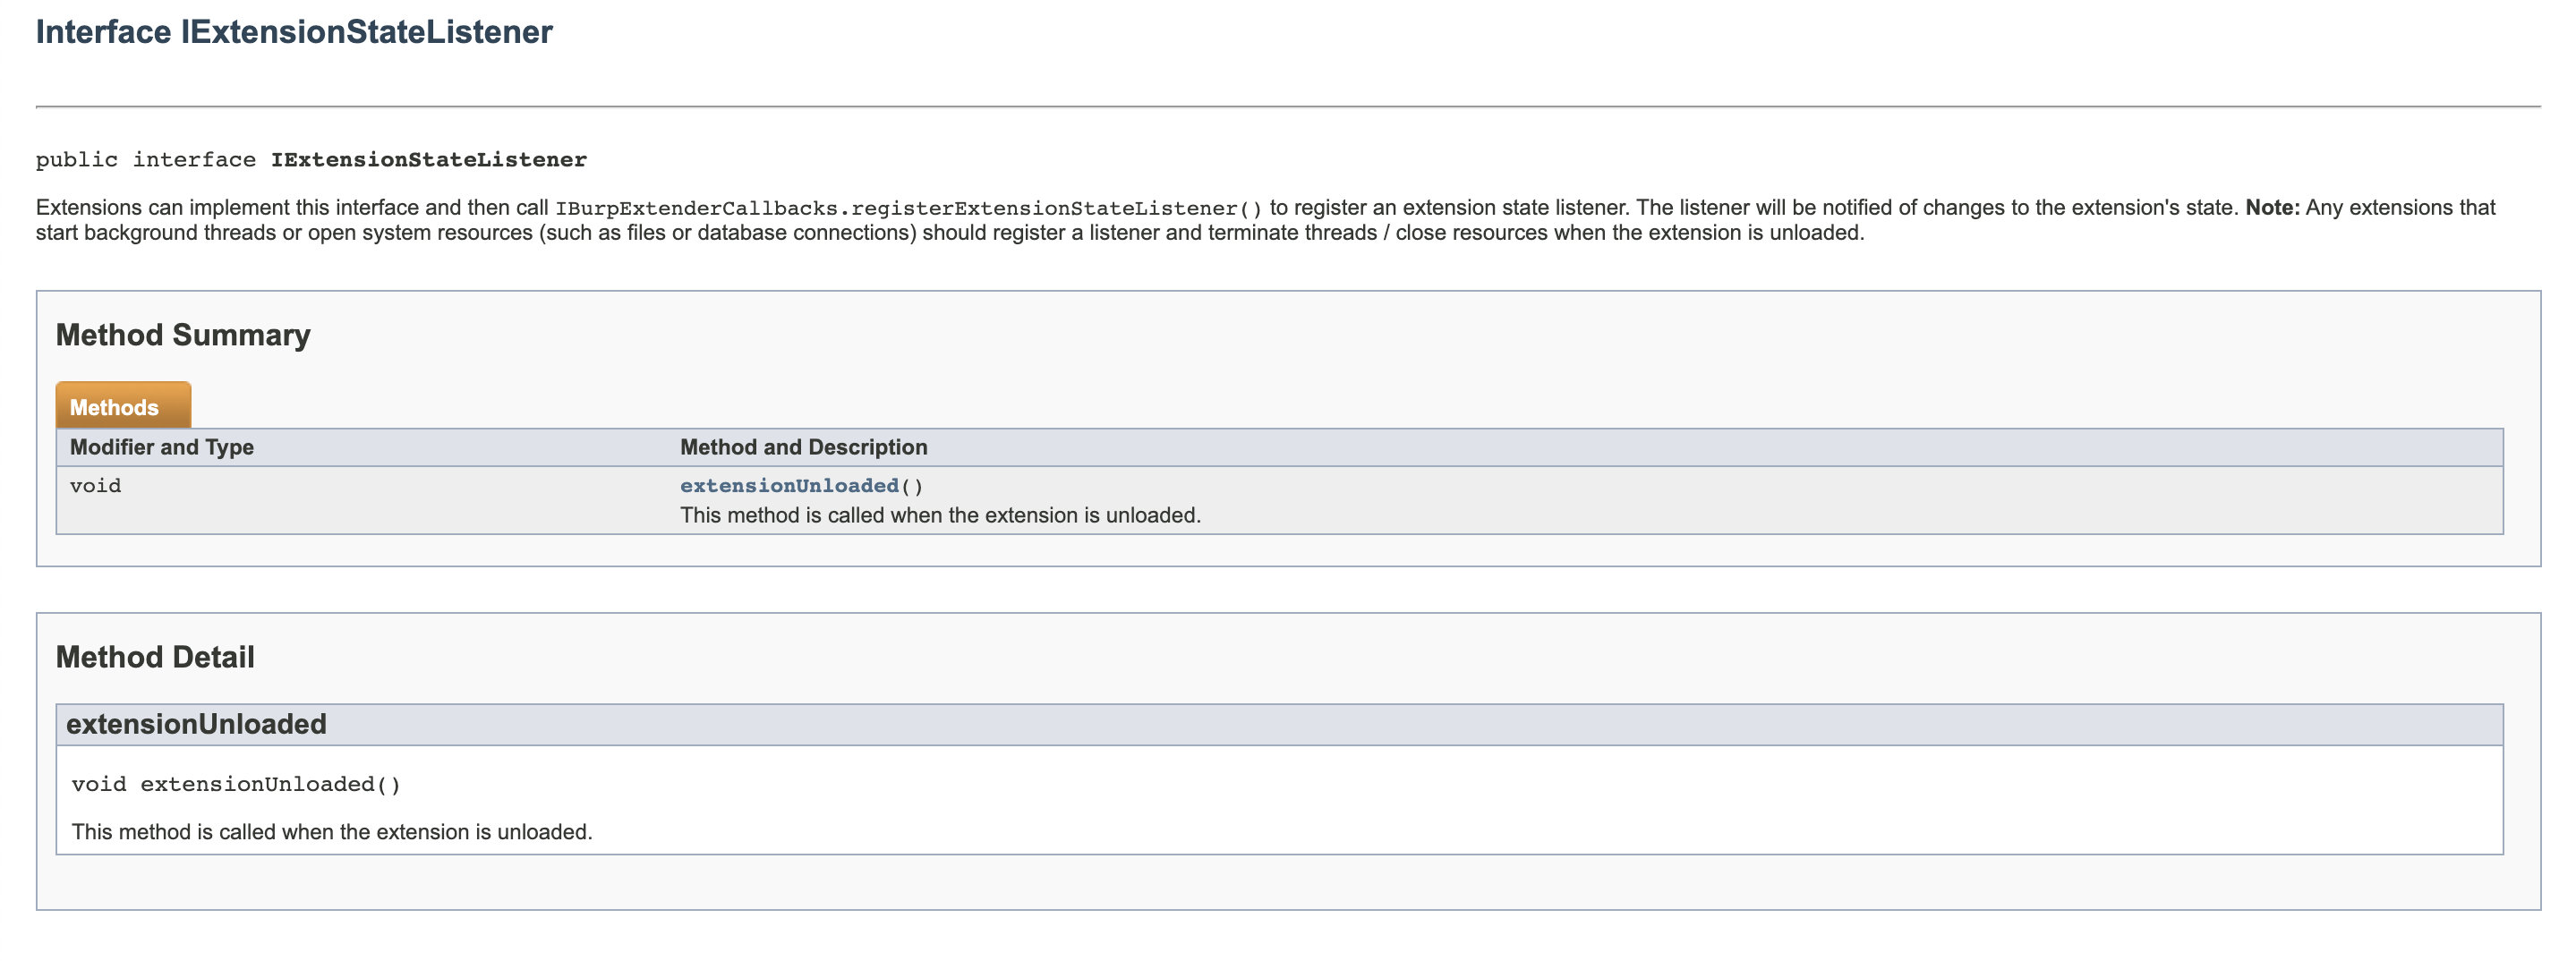 Interface IExtensionStateListener
public interface IExtensionStateListener
Extensions can implement this interface and then call IBurpExtenderCallbacks.registerExtensionStateListener() to register an extension state listener. The listener will be notified of changes to the extension's state. Note: Any extensions that
start background threads or open system resources (such as files or database connections) should register a listener and terminate threads / close resources when the extension is unloaded.
Method Summary
Methods
Modifier and Type Method and Description
void extensionUnloaded()
This method is called when the extension is unloaded.
Method Detail
extensionUnloaded
void extensionUnloaded()
This method is called when the extension is unloaded.